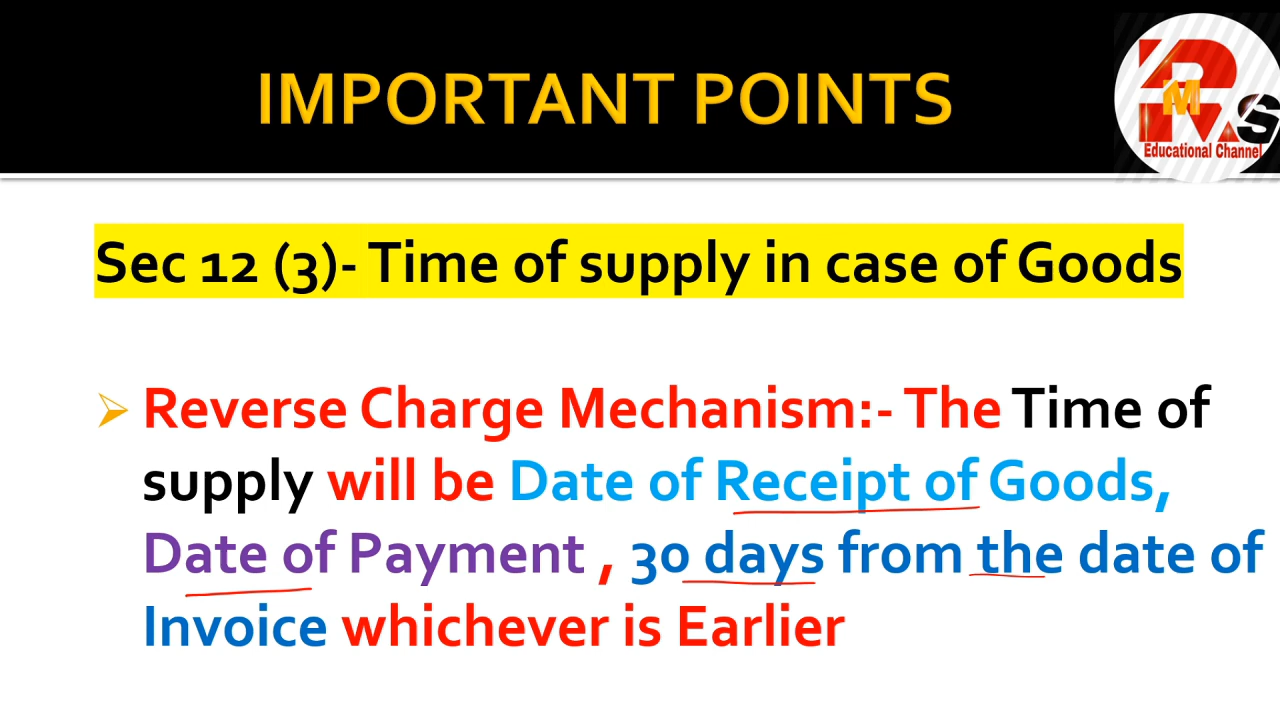 IMPORTANT POINTS
R
M
S
Educational Channel
Sec 12 (3)- Time of supply in case of Goods
Reverse Charge Mechanism:- The Time of
supply will be Date of Receipt of Goods,
Date of Payment , 30 days from the date of
Invoice whichever is Earlier